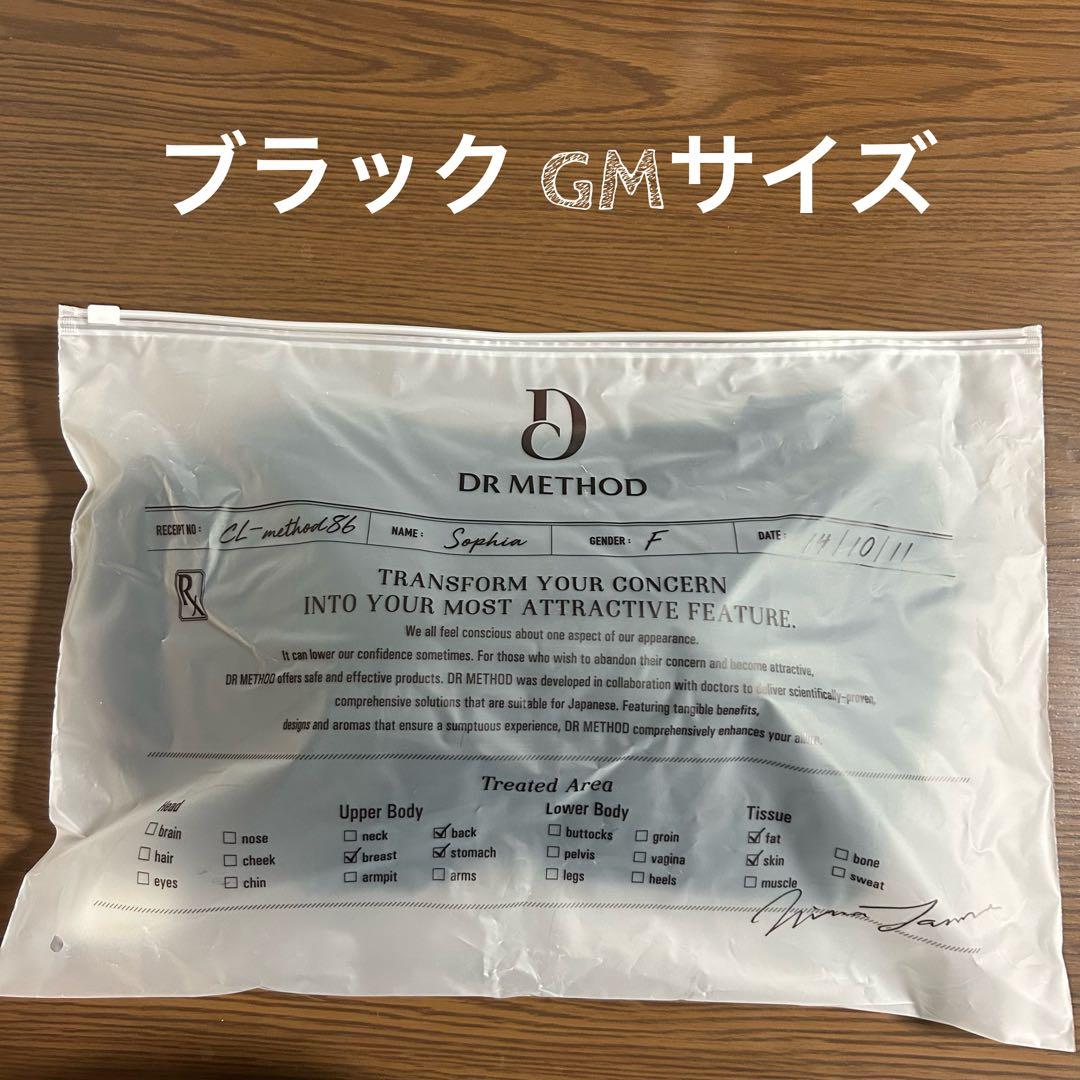 ブラック GMサイズ
DR METHOD
RECEIPT NO : CL-method86 NAME : Sophia GENDER : F DATE : 14/10/11
Rx
TRANSFORM YOUR CONCERN
INTO YOUR MOST ATTRACTIVE FEATURE.
We all feel conscious about one aspect of our appearance.
It can lower our confidence sometimes. For those who wish to abandon their concern and become attractive,
DR METHOD offers safe and effective products. DR METHOD was developed in collaboration with doctors to deliver scientifically-proven,
comprehensive solutions that are suitable for Japanese. Featuring tangible benefits,
designs and aromas that ensure a sumptuous experience, DR METHOD comprehensively enhances your allure.
Treated Area
Head
brain
hair
eyes
nose
cheek
chin
Upper Body
neck
breast
armpit
back
stomach
arms
Lower Body
buttocks
pelvis
legs
groin
vagina
heels
Tissue
fat
skin
muscle
bone
sweat